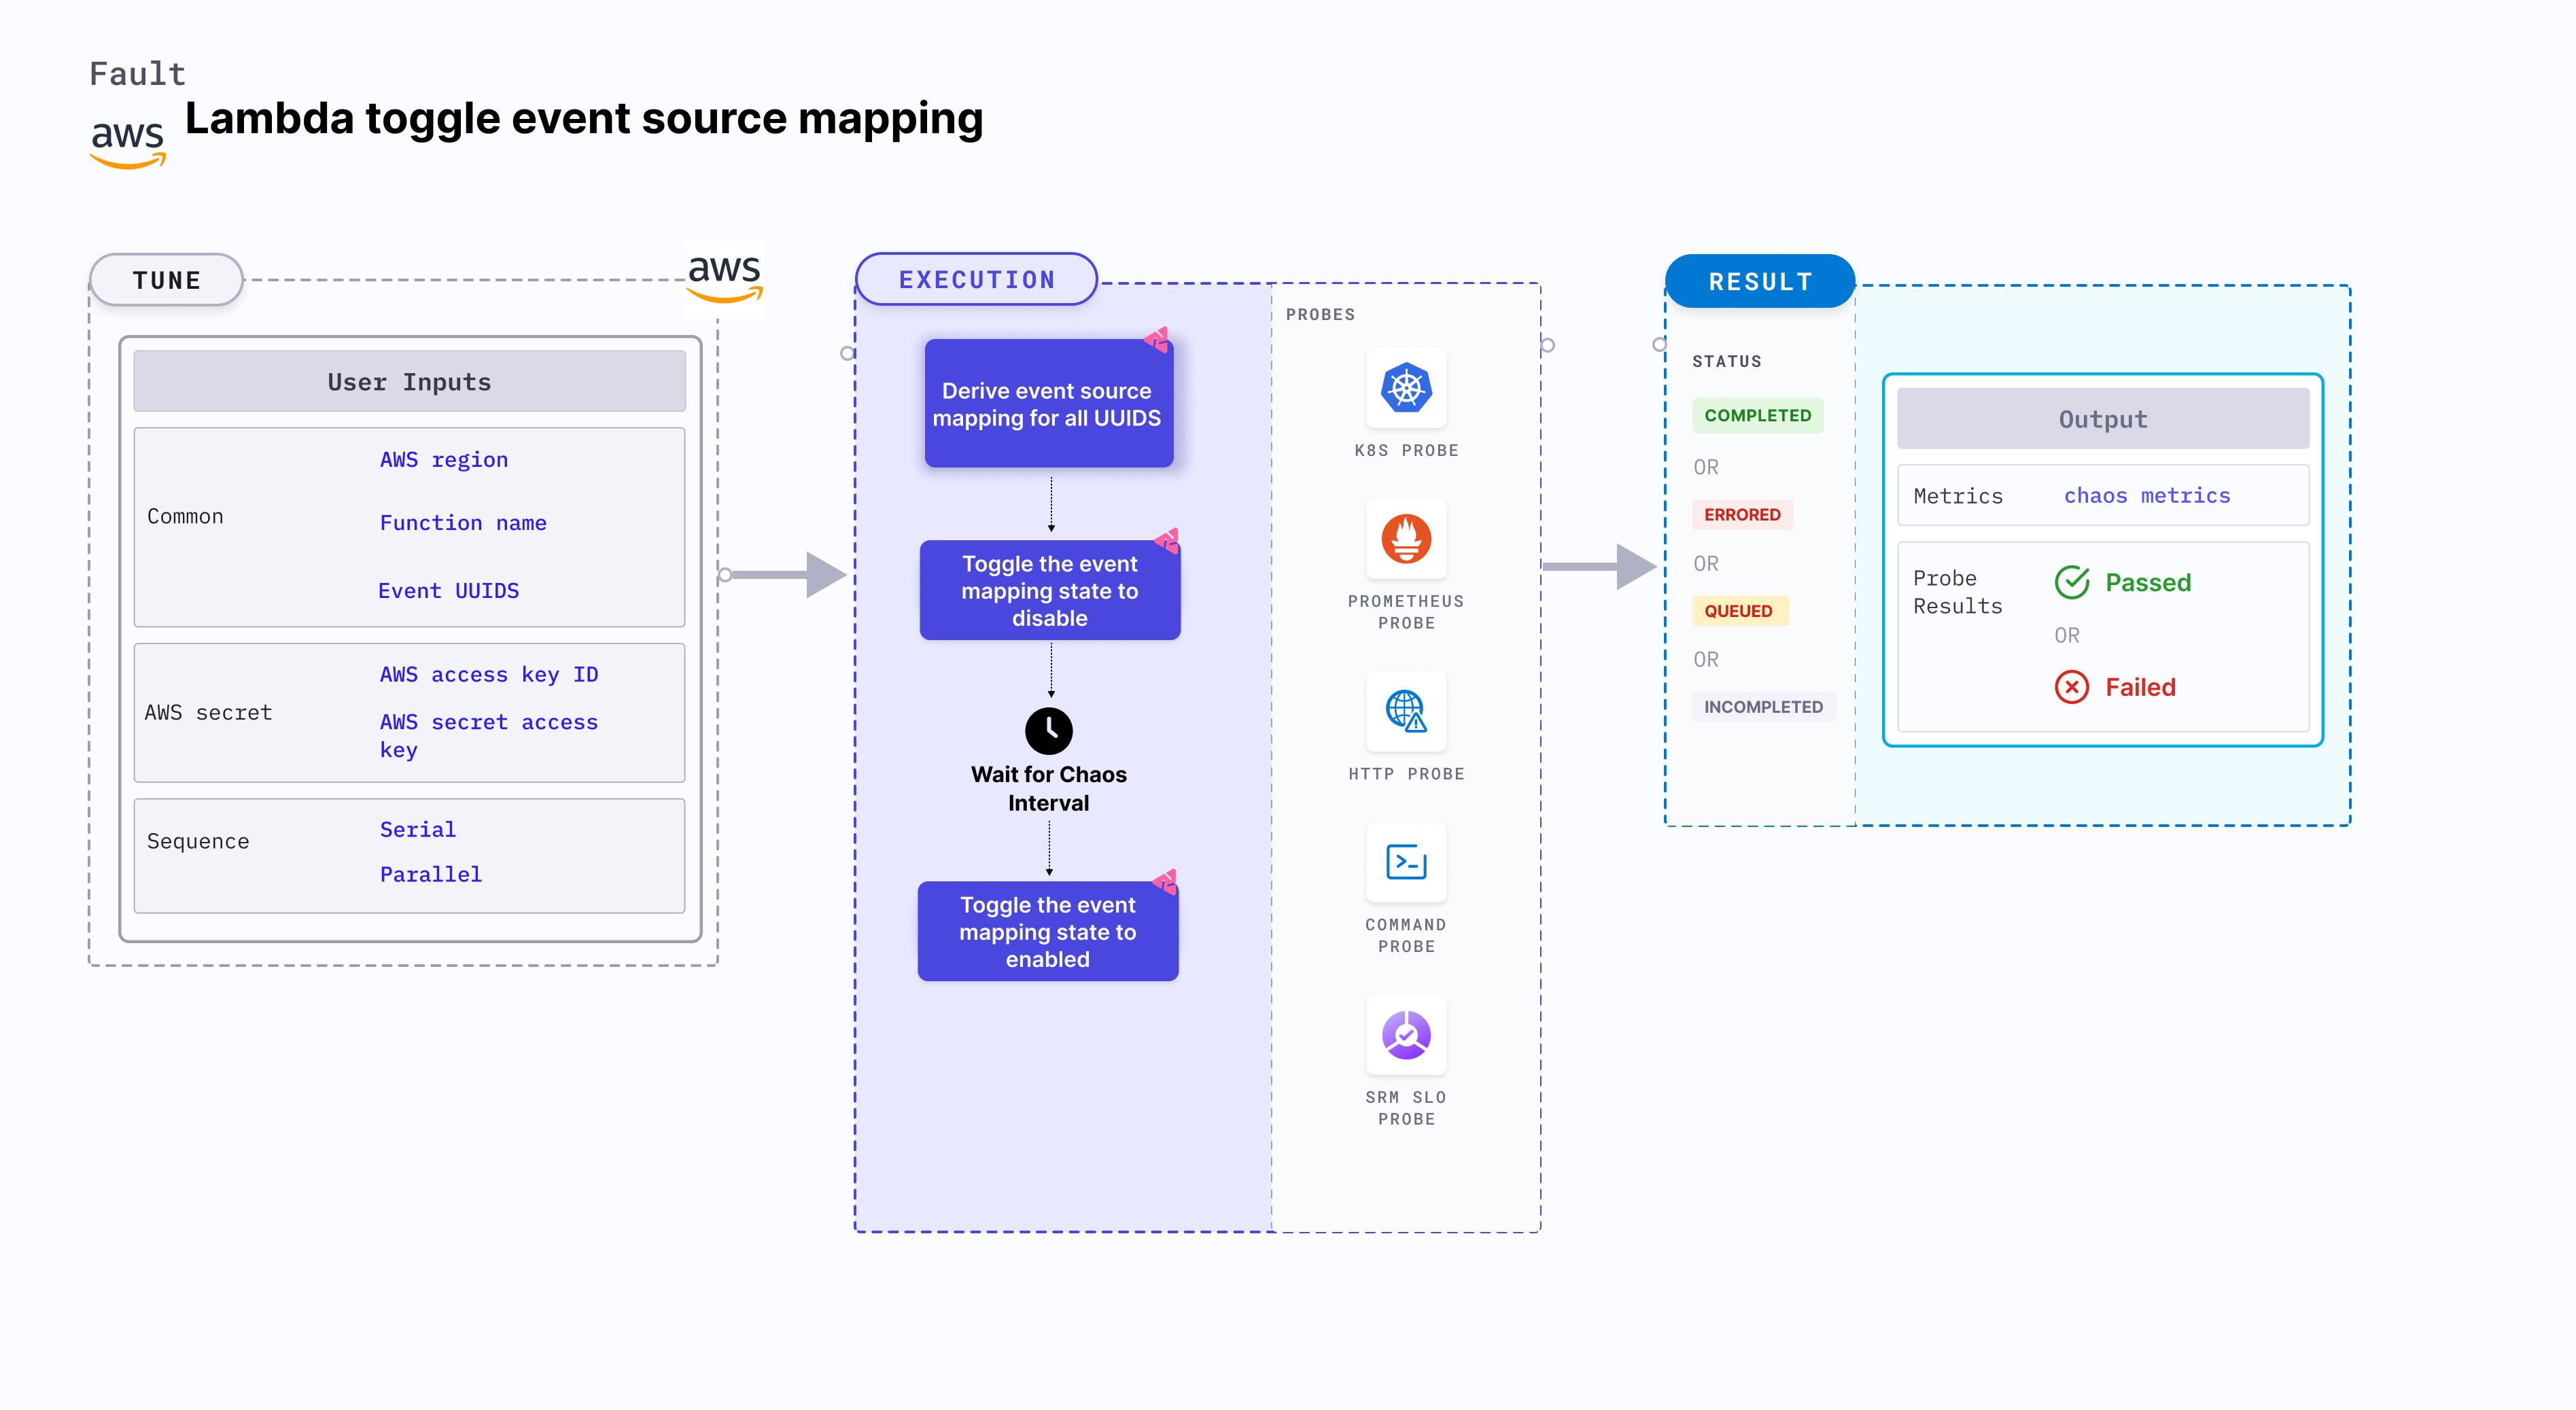 Fault
aws
Lambda toggle event source mapping
TUNE
aws
User Inputs
Common
AWS region
Function name
Event UUIDS
AWS secret
AWS access key ID
AWS secret access
key
Sequence
Serial
Parallel
EXECUTION
Derive event source
mapping for all UUIDS
Toggle the event
mapping state to
disable
Wait for Chaos
Interval
Toggle the event
mapping state to
enabled
PROBES
K8S PROBE
PROMETHEUS
PROBE
HTTP PROBE
COMMAND
PROBE
SRM SLO
PROBE
RESULT
STATUS
COMPLETED
OR
ERRORED
OR
QUEUED
OR
INCOMPLETED
Output
Metrics
chaos metrics
Probe
Results
Passed
OR
Failed